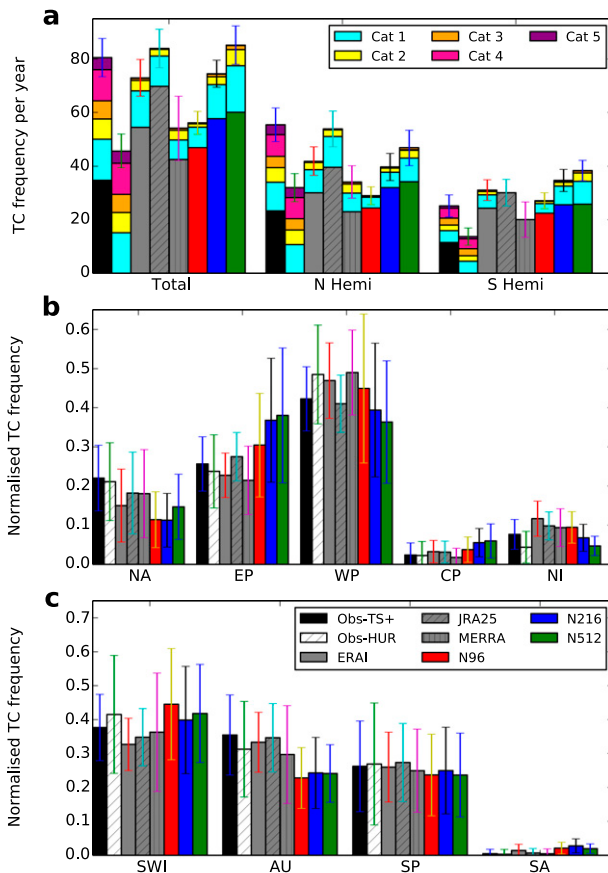 a
TC frequency per year
80
60
40
20
0
Cat 1 Cat 3 Cat 5
Cat 2 Cat 4
Total N Hemi S Hemi
b
Normalised TC frequency
0.6
0.5
0.4
0.3
0.2
0.1
0.0
NA EP WP CP NI
c
Normalised TC frequency
0.7
0.6
0.5
0.4
0.3
0.2
0.1
0.0
Obs-TS+ JRA25 N216
Obs-HUR MERRA N512
ERAI N96
SWI AU SP SA